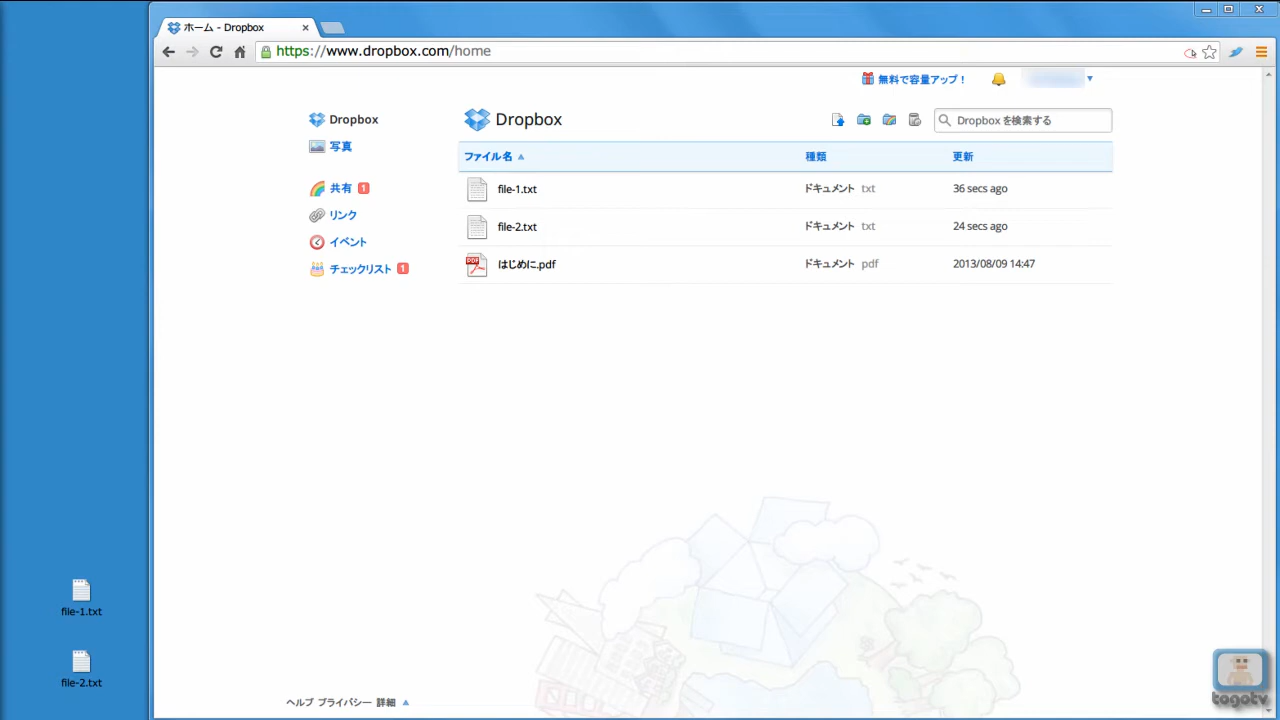 ホーム - Dropbox
https://www.dropbox.com/home
無料で容量アップ！
Dropbox
写真
共有 1
リンク
イベント
チェックリスト 1
Dropbox
Dropbox を検索する
ファイル名 種類 更新
file-1.txt ドキュメント txt 36 secs ago
file-2.txt ドキュメント txt 24 secs ago
はじめに.pdf ドキュメント pdf 2013/08/09 14:47
file-1.txt
file-2.txt
ヘルプ プライバシー 詳細
togotv